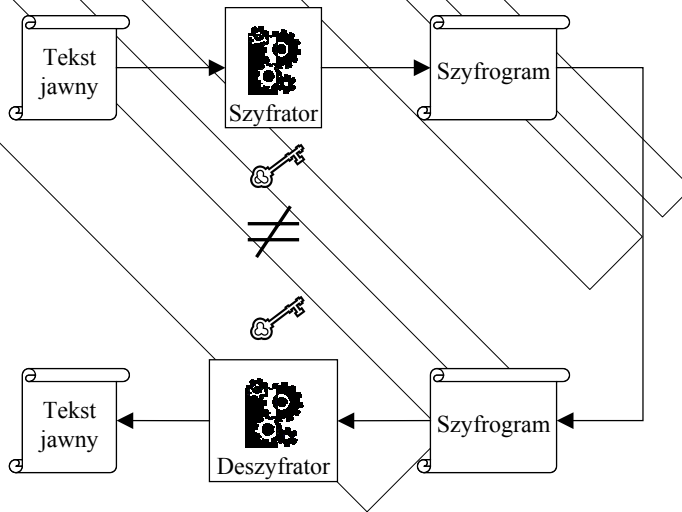 Tekst
jawny
Szyfrator
Szyfrogram
≠
Tekst
jawny
Deszyfrator
Szyfrogram